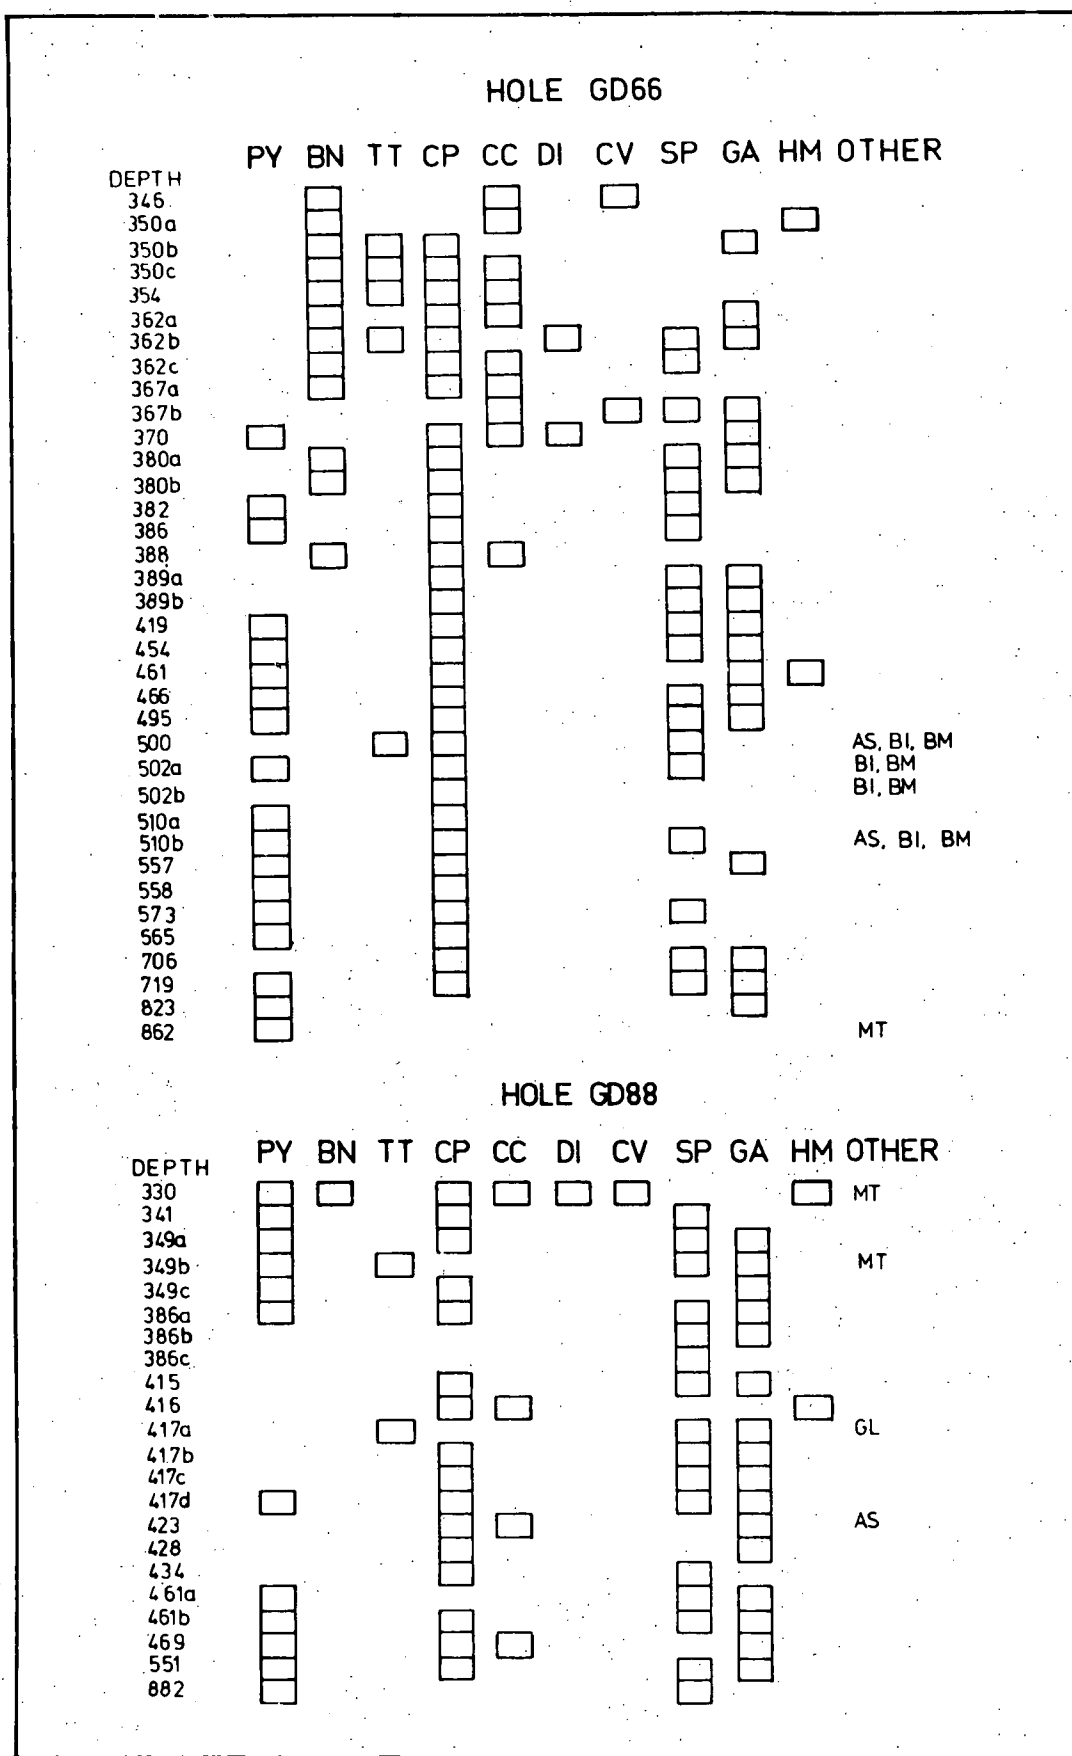 HOLE GD66
PY BN TT CP CC DI CV SP GA HM OTHER
DEPTH
346
350a
350b
350c
354
362a
362b
362c
367a
367b
370
380a
380b
382
386
388
389a
389b
419
454
461
466
495
500 AS, BI, BM
502a BI, BM
502b BI, BM
510a
510b AS, BI, BM
557
558
573
565
706
719
823
862 MT
HOLE GD88
PY BN TT CP CC DI CV SP GA HM OTHER
DEPTH
330 MT
341
349a
349b MT
349c
386a
386b
386c
415
416
417a GL
417b
417c
417d
423 AS
428
434
461a
461b
469
551
882